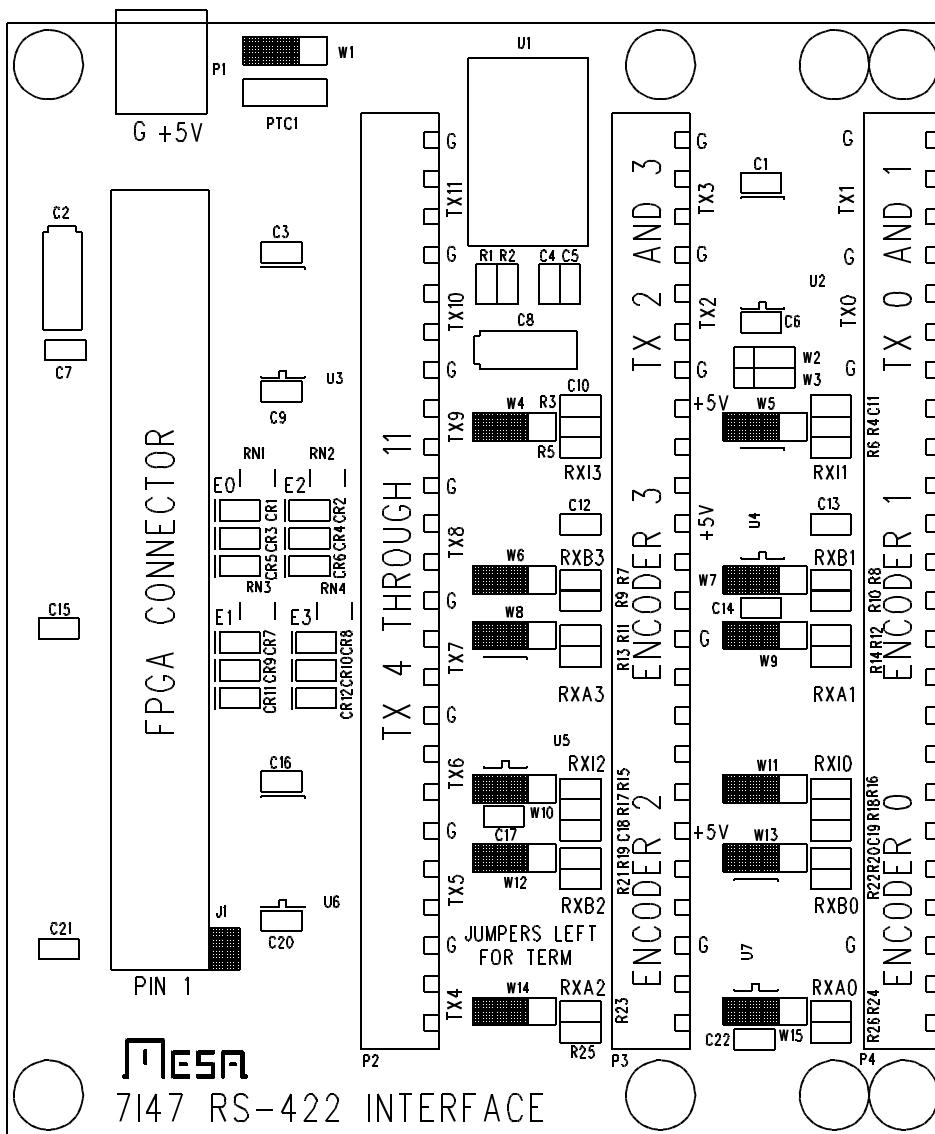 P1
G +5V
W1
PTC1
U1
C2
C7
C3
U3
C9
FPGA CONNECTOR
RN1
RN2
E0
CR1
CR3
CR5
E2
CR2
CR4
CR6
RN3
RN4
E1
CR7
CR9
CR11
E3
CR8
CR10
CR12
C15
C16
C21
J1
U6
C20
PIN 1
TX 4 THROUGH 11
G
TX11
G
TX10
G
TX9
G
TX8
G
TX7
G
TX6
G
TX5
G
TX4
P2
R1 R2
C4 C5
C8
C10
W4
R3
R5
RXI3
C12
W6
RXB3
R9 R7
W8
R13 R11
RXA3
U5
RXI2
W10
C17
C18 R17 R15
W12
R21 R19
RXB2
JUMPERS LEFT
FOR TERM
W14
RXA2
R23
R25
TX 2 AND 3
ENCODER 3
ENCODER 2
P3
G
TX3
G
TX2
G
+5V
+5V
G
+5V
G
C1
U2
C6
W2
W3
W5
R6 R4 C11
RXI1
U4
C13
W7
C14
RXB1
R10 R8
W9
R14 R12
RXA1
W11
RXI0
C19 R18 R16
W13
R22 R20
RXB0
U7
G
W15
C22
RXA0
R26 R24
G
TX1
G
TX0
G
TX 0 AND 1
ENCODER 1
ENCODER 0
P4
MESA
7I47 RS-422 INTERFACE